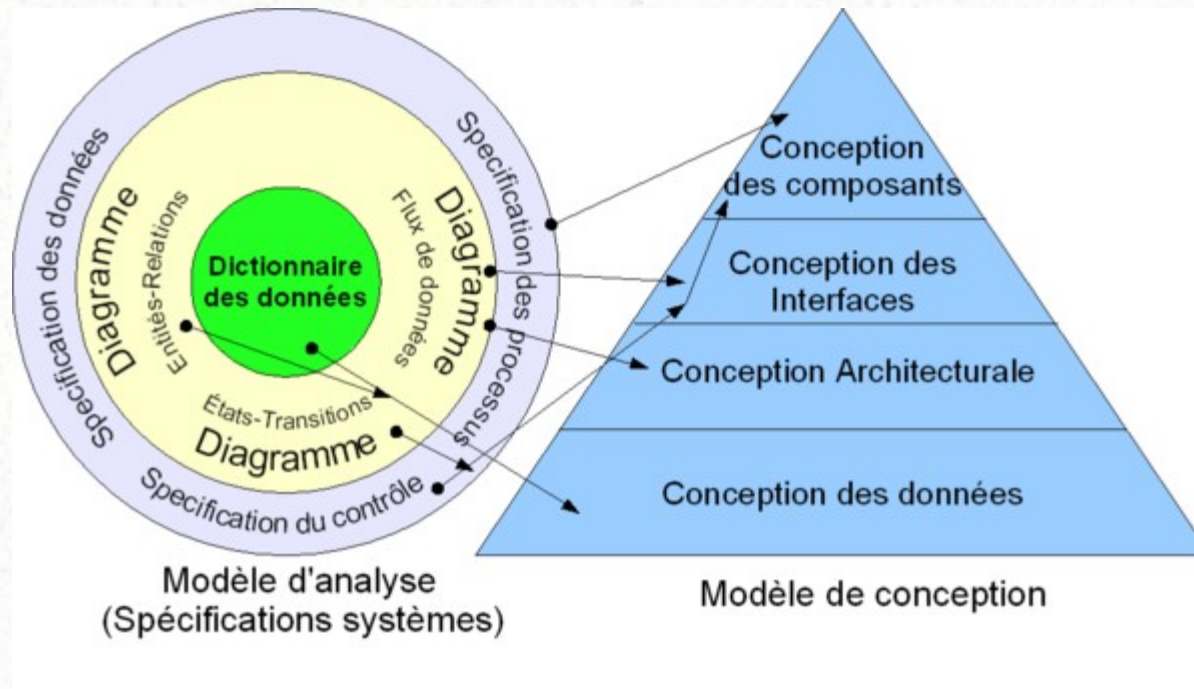 Dictionnaire
des données
Diagramme
Entités-Relations
Diagramme
Flux de données
États-Transitions
Diagramme
Specification des données
Specification des processus
Specification du contrôle
Modèle d'analyse
(Spécifications systèmes)
Conception
des composants
Conception des
Interfaces
Conception Architecturale
Conception des données
Modèle de conception